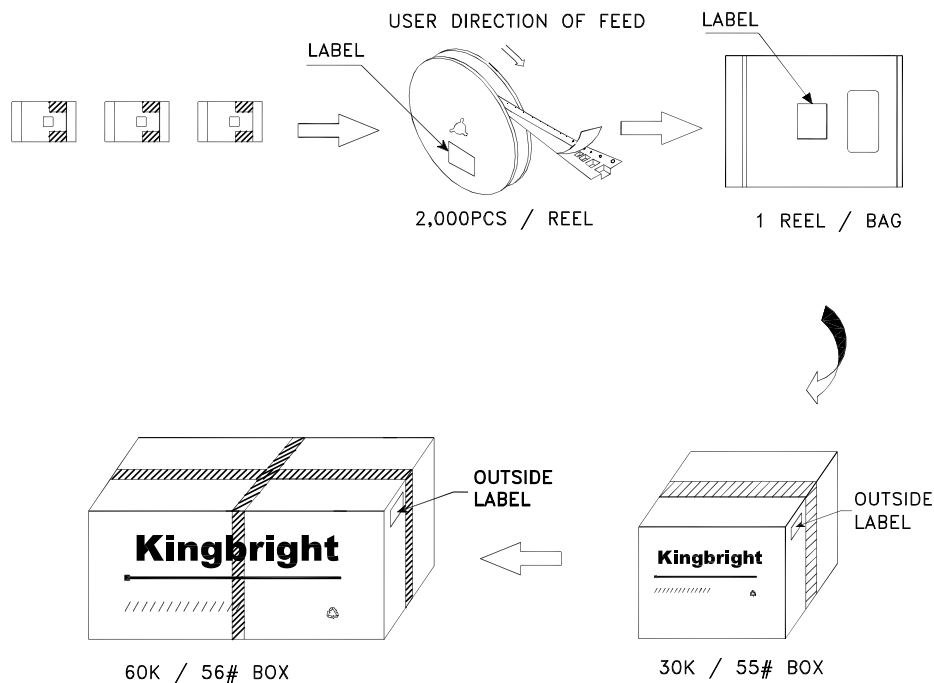 USER DIRECTION OF FEED
LABEL
LABEL
2,000PCS / REEL
1 REEL / BAG
OUTSIDE
LABEL
Kingbright
60K / 56# BOX
OUTSIDE
LABEL
Kingbright
30K / 55# BOX